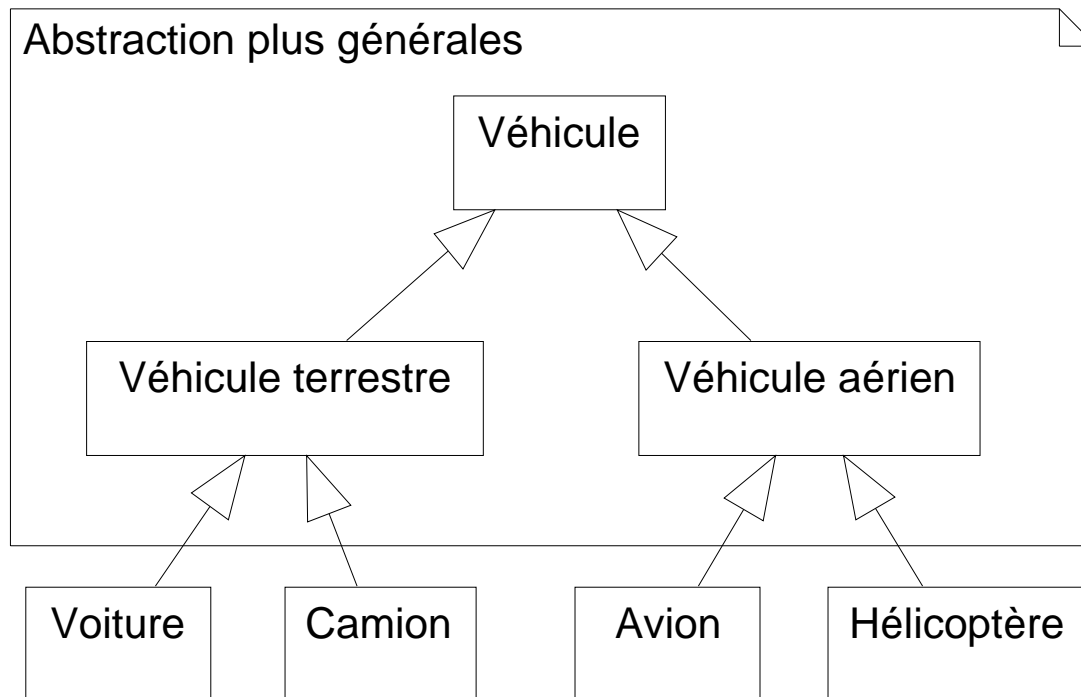 Abstraction plus générales
Véhicule
Véhicule terrestre
Véhicule aérien
Voiture
Camion
Avion
Hélicoptère